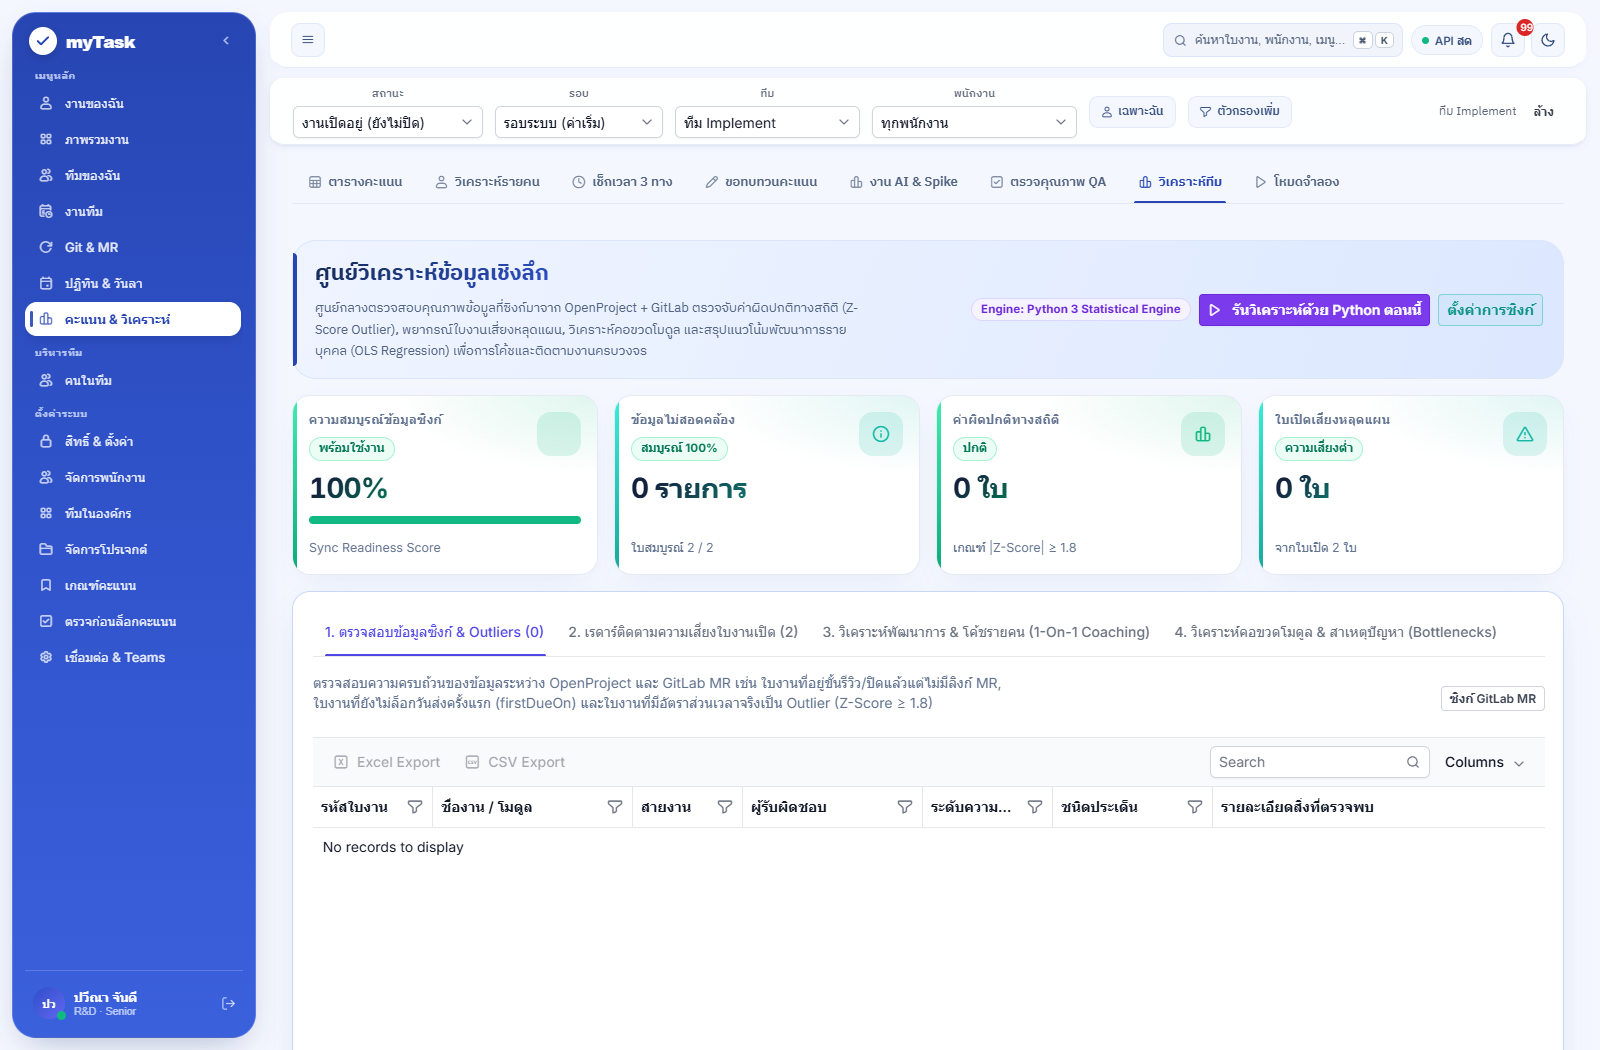 myTask
เมนูหลัก
งานของฉัน
ภาพรวมงาน
ทีมของฉัน
งานทีม
Git & MR
ปฏิทิน & วันลา
คะแนน & วิเคราะห์
บริหารทีม
คนในทีม
ตั้งค่าระบบ
สิทธิ์ & ตั้งค่า
จัดการพนักงาน
ทีมในองค์กร
จัดการโปรเจกต์
เกณฑ์คะแนน
ตรวจก่อนล็อกคะแนน
เชื่อมต่อ & Teams
ปว
ปวีณา จันดี
R&D · Senior
ค้นหาใบงาน, พนักงาน, เมนู... ⌘ K
API สด
99
สถานะ
งานเปิดอยู่ (ยังไม่ปิด)
รอบ
รอบระบบ (ค่าเริ่ม)
ทีม
ทีม Implement
พนักงาน
ทุกพนักงาน
เฉพาะฉัน
ตัวกรองเพิ่ม
ทีม Implement
ล้าง
ตารางคะแนน
วิเคราะห์รายคน
เช็กเวลา 3 ทาง
ขอทบทวนคะแนน
งาน AI & Spike
ตรวจคุณภาพ QA
วิเคราะห์ทีม
โหมดจำลอง
ศูนย์วิเคราะห์ข้อมูลเชิงลึก
ศูนย์กลางตรวจสอบคุณภาพข้อมูลที่ซิงก์มาจาก OpenProject + GitLab ตรวจจับค่าผิดปกติทางสถิติ (Z-
Score Outlier), พยากรณ์ใบงานเสี่ยงหลุดแผน, วิเคราะห์คอขวดโมดูล และสรุปแนวโน้มพัฒนาการราย
บุคคล (OLS Regression) เพื่อการโค้ชและติดตามงานครบวงจร
Engine: Python 3 Statistical Engine
รันวิเคราะห์ด้วย Python ตอนนี้
ตั้งค่าการซิงก์
ความสมบูรณ์ข้อมูลซิงก์
พร้อมใช้งาน
100%
Sync Readiness Score
ข้อมูลไม่สอดคล้อง
สมบูรณ์ 100%
0 รายการ
ใบสมบูรณ์ 2 / 2
ค่าผิดปกติทางสถิติ
ปกติ
0 ใบ
เกณฑ์ |Z-Score| ≥ 1.8
ใบเปิดเสี่ยงหลุดแผน
ความเสี่ยงต่ำ
0 ใบ
จากใบเปิด 2 ใบ
1. ตรวจสอบข้อมูลซิงก์ & Outliers (0)
2. เรดาร์ติดตามความเสี่ยงใบงานเปิด (2)
3. วิเคราะห์พัฒนาการ & โค้ชรายคน (1-On-1 Coaching)
4. วิเคราะห์คอขวดโมดูล & สาเหตุปัญหา (Bottlenecks)
ตรวจสอบความครบถ้วนของข้อมูลระหว่าง OpenProject และ GitLab MR เช่น ใบงานที่อยู่ขั้นรีวิว/ปิดแล้วแต่ไม่มีลิงก์ MR,
ใบงานที่ยังไม่ล็อกวันส่งครั้งแรก (firstDueOn) และใบงานที่มีอัตราส่วนเวลาจริงเป็น Outlier (Z-Score ≥ 1.8)
ซิงก์ GitLab MR
Excel Export
CSV Export
Search
Columns
รหัสใบงาน
ชื่องาน / โมดูล
สายงาน
ผู้รับผิดชอบ
ระดับความ...
ชนิดประเด็น
รายละเอียดสิ่งที่ตรวจพบ
No records to display